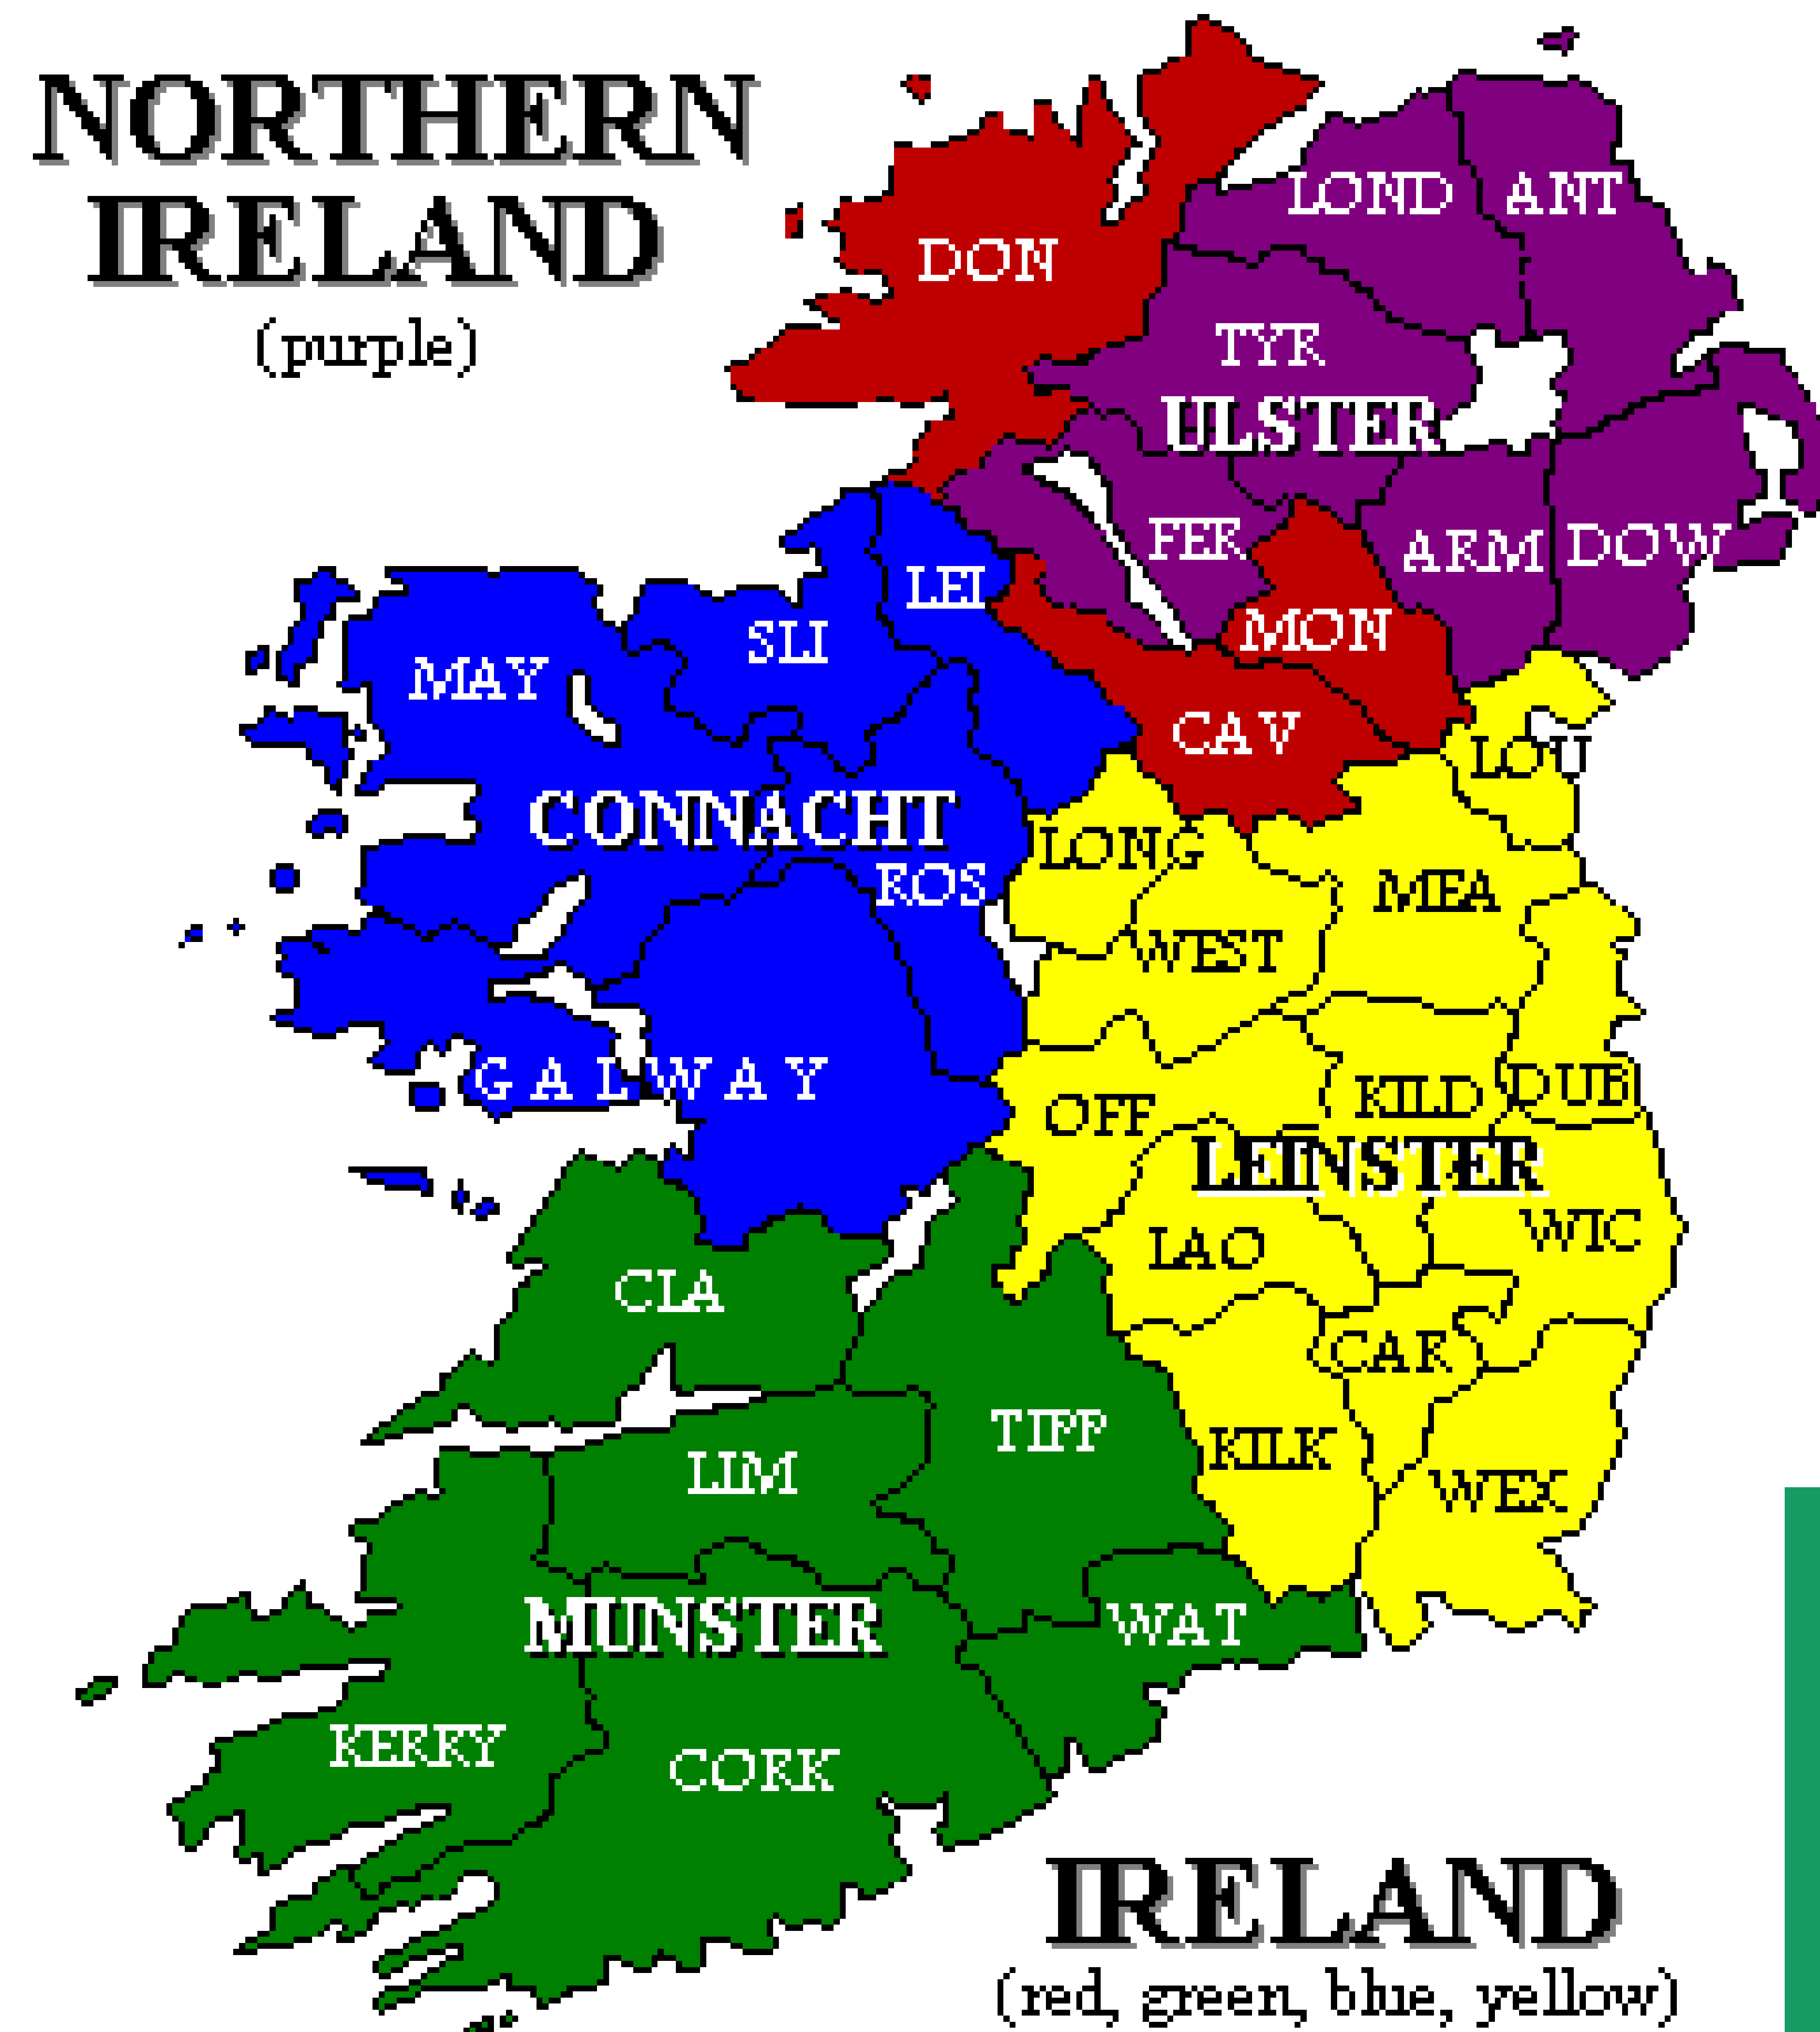 NORTHERN
IRELAND
(purple)
DON
LOND
ANT
TYR
ULSTER
FER
ARM
DOW
LEI
SLI
MON
MAY
CAV
LOU
CONNACHT
LONG
ROS
MEA
WEST
GALWAY
OFF
KILD
DUBL
LEINSTER
LAO
WIC
CLA
CAR
TIPP
KILK
LIM
WEX
MUNSTER
WAT
KERRY
CORK
IRELAND
(red, green, blue, yellow)